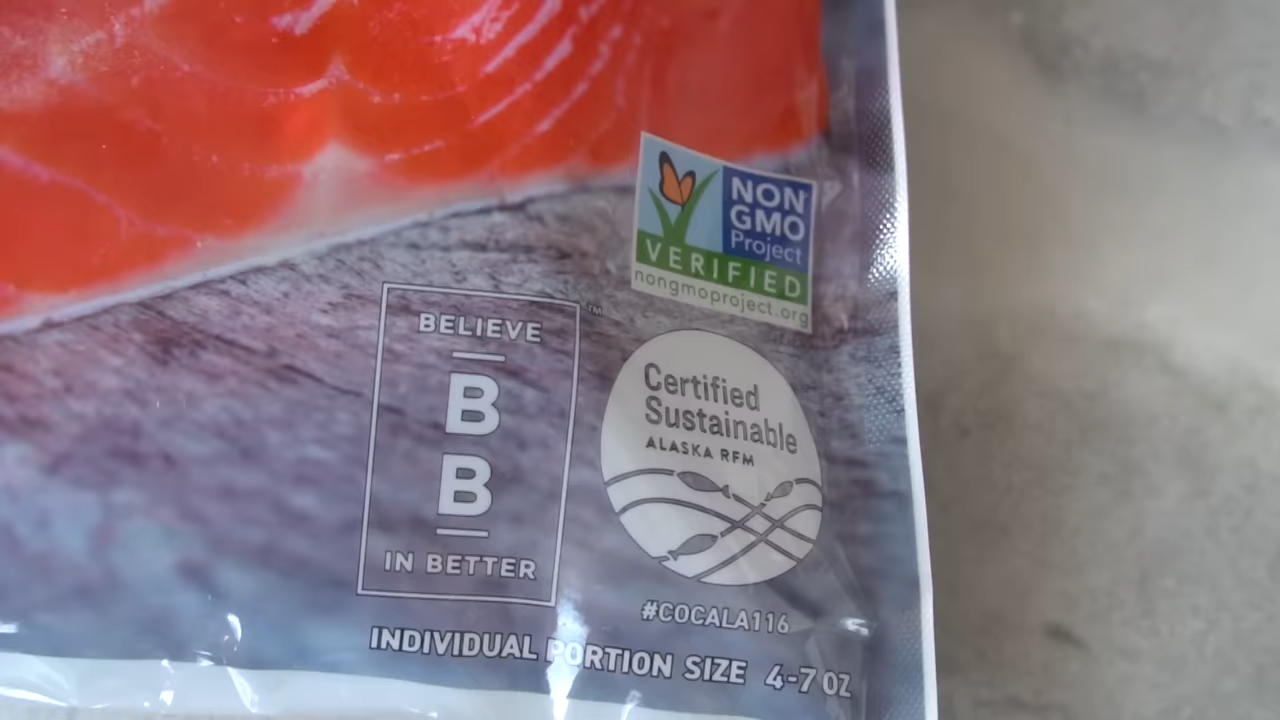 NON
GMO
Project
VERIFIED
nongmoproject.org
BELIEVE
B
B
IN BETTER
™
Certified
Sustainable
ALASKA RFM
#COCALA116
INDIVIDUAL PORTION SIZE 4-7 OZ